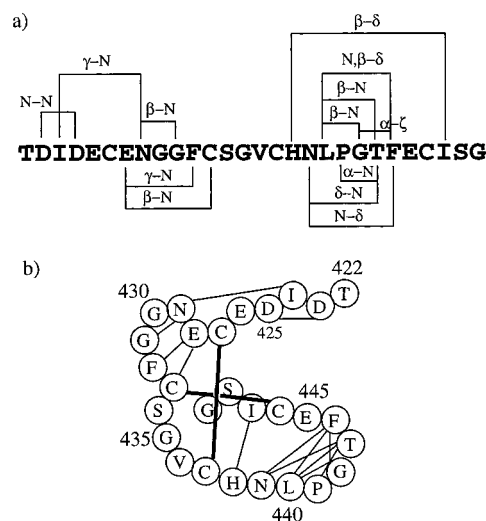 a)
β–δ
γ–N
N,β–δ
N–N
β–N
β–N
β–N
α–ζ
TDIDECENGGFCSGVCHNLPGTFECISG
γ–N
α–N
β–N
δ–N
N–δ
b)
430
422
G N I T
G E D D
E C 425
F
C S 445
S G I C E F
435 G T
V C H N L P G
440